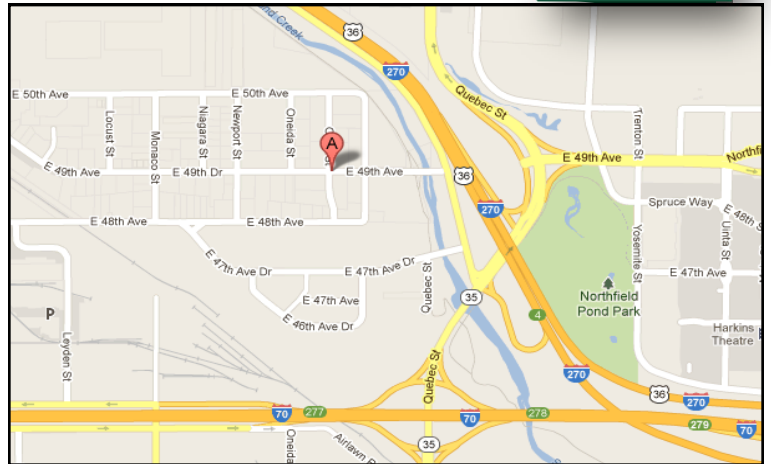 and Creek
36
270
E 50th Ave
E 50th Ave
Quebec St
Locust St
Monaco St
Niagara St
Newport St
Oneida St
A
Trenton St
E 49th Ave
E 49th Dr
E 49th Ave
36
E 49th Ave
Northfi
270
Spruce Way
E 48th S
E 48th Ave
E 48th Ave
Yosemite St
Uinta St
E 47th Ave Dr
E 47th Ave Dr
Quebec St
E 47th Ave
E 47th Ave
35
Northfield
Pond Park
P
E 46th Ave Dr
4
Harkins
Theatre
Leyden St
Quebec St
270
36
270
70
277
70
278
70
279
Oneida
Airlawn
35